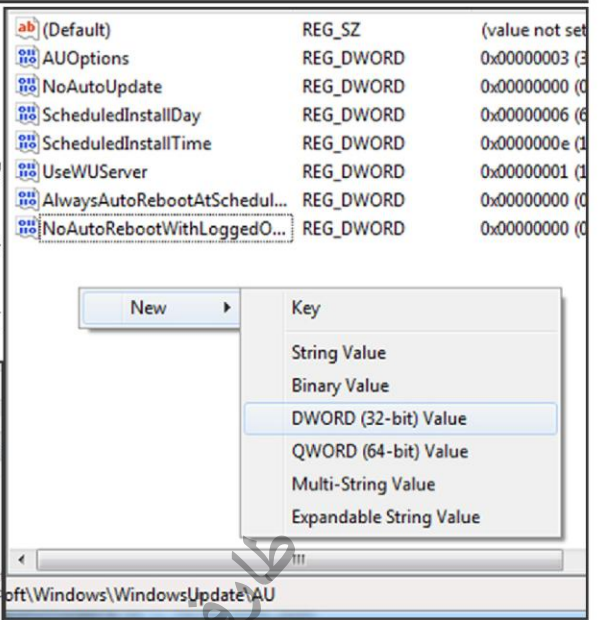 (Default) REG_SZ (value not set
AUOptions REG_DWORD 0x00000003 (3
NoAutoUpdate REG_DWORD 0x00000000 (0
ScheduledInstallDay REG_DWORD 0x00000006 (6
ScheduledInstallTime REG_DWORD 0x0000000e (1
UseWUServer REG_DWORD 0x00000001 (1
AlwaysAutoRebootAtSchedul... REG_DWORD 0x00000000 (0
NoAutoRebootWithLoggedO... REG_DWORD 0x00000000 (0
New
Key
String Value
Binary Value
DWORD (32-bit) Value
QWORD (64-bit) Value
Multi-String Value
Expandable String Value
oft\Windows\WindowsUpdate\AU